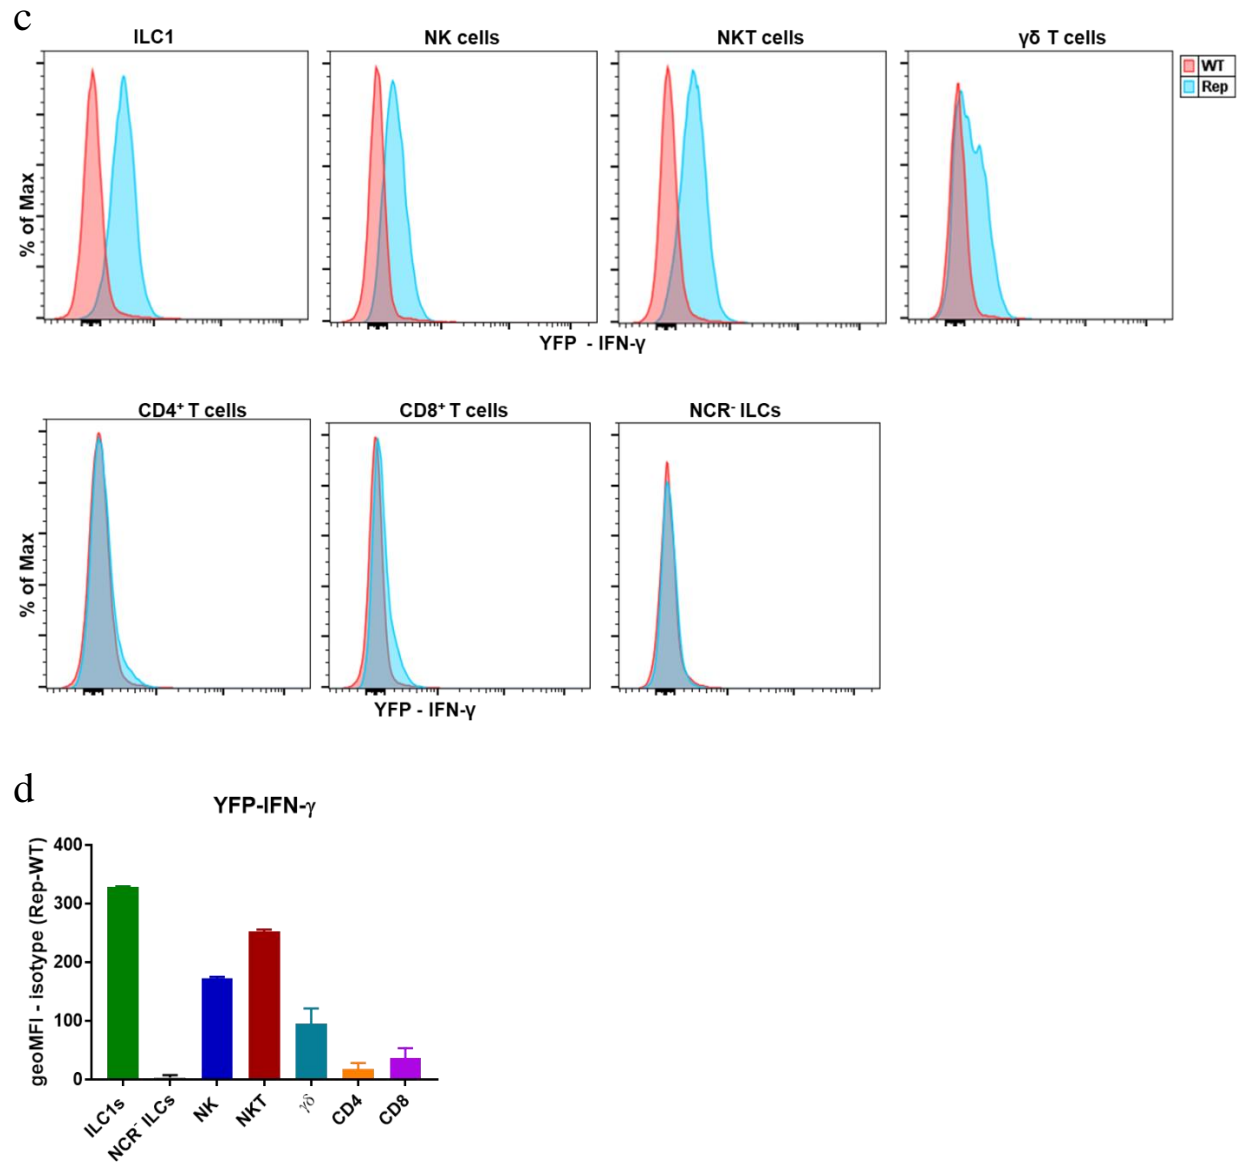 c
ILC1
NK cells
NKT cells
γδ T cells
WT
Rep
% of Max
YFP - IFN-γ
CD4⁺ T cells
CD8⁺ T cells
NCR⁻ ILCs
% of Max
YFP - IFN-γ
d
YFP-IFN-γ
geoMFI - isotype (Rep-WT)
400
300
200
100
0
ILC1s
NCR⁻ ILCs
NK
NKT
γδ
CD4
CD8